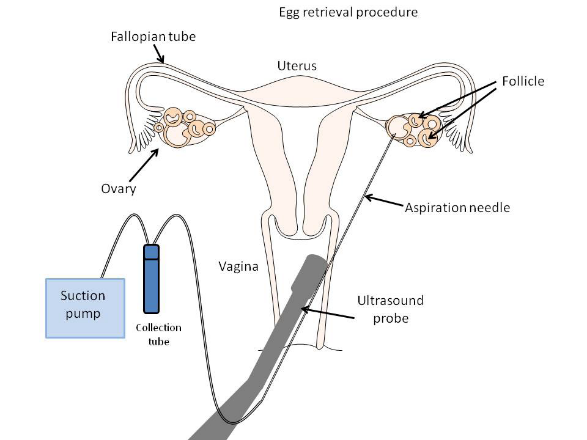 Egg retrieval procedure
Fallopian tube
Uterus
Follicle
Ovary
Aspiration needle
Vagina
Suction
pump
Collection
tube
Ultrasound
probe